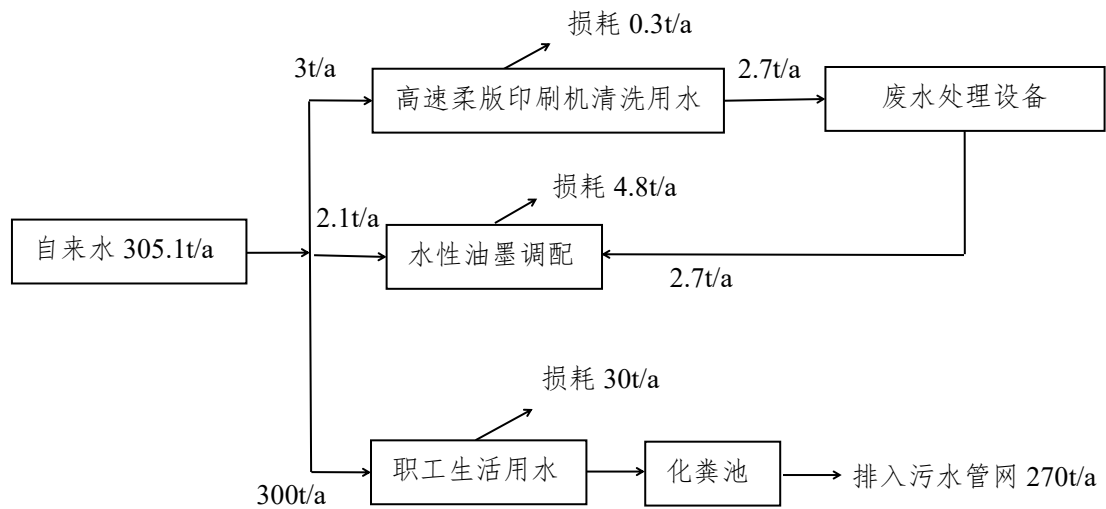 损耗 0.3t/a
3t/a
高速柔版印刷机清洗用水
2.7t/a
废水处理设备
损耗 4.8t/a
2.1t/a
自来水 305.1t/a
水性油墨调配
2.7t/a
损耗 30t/a
职工生活用水
化粪池
排入污水管网 270t/a
300t/a